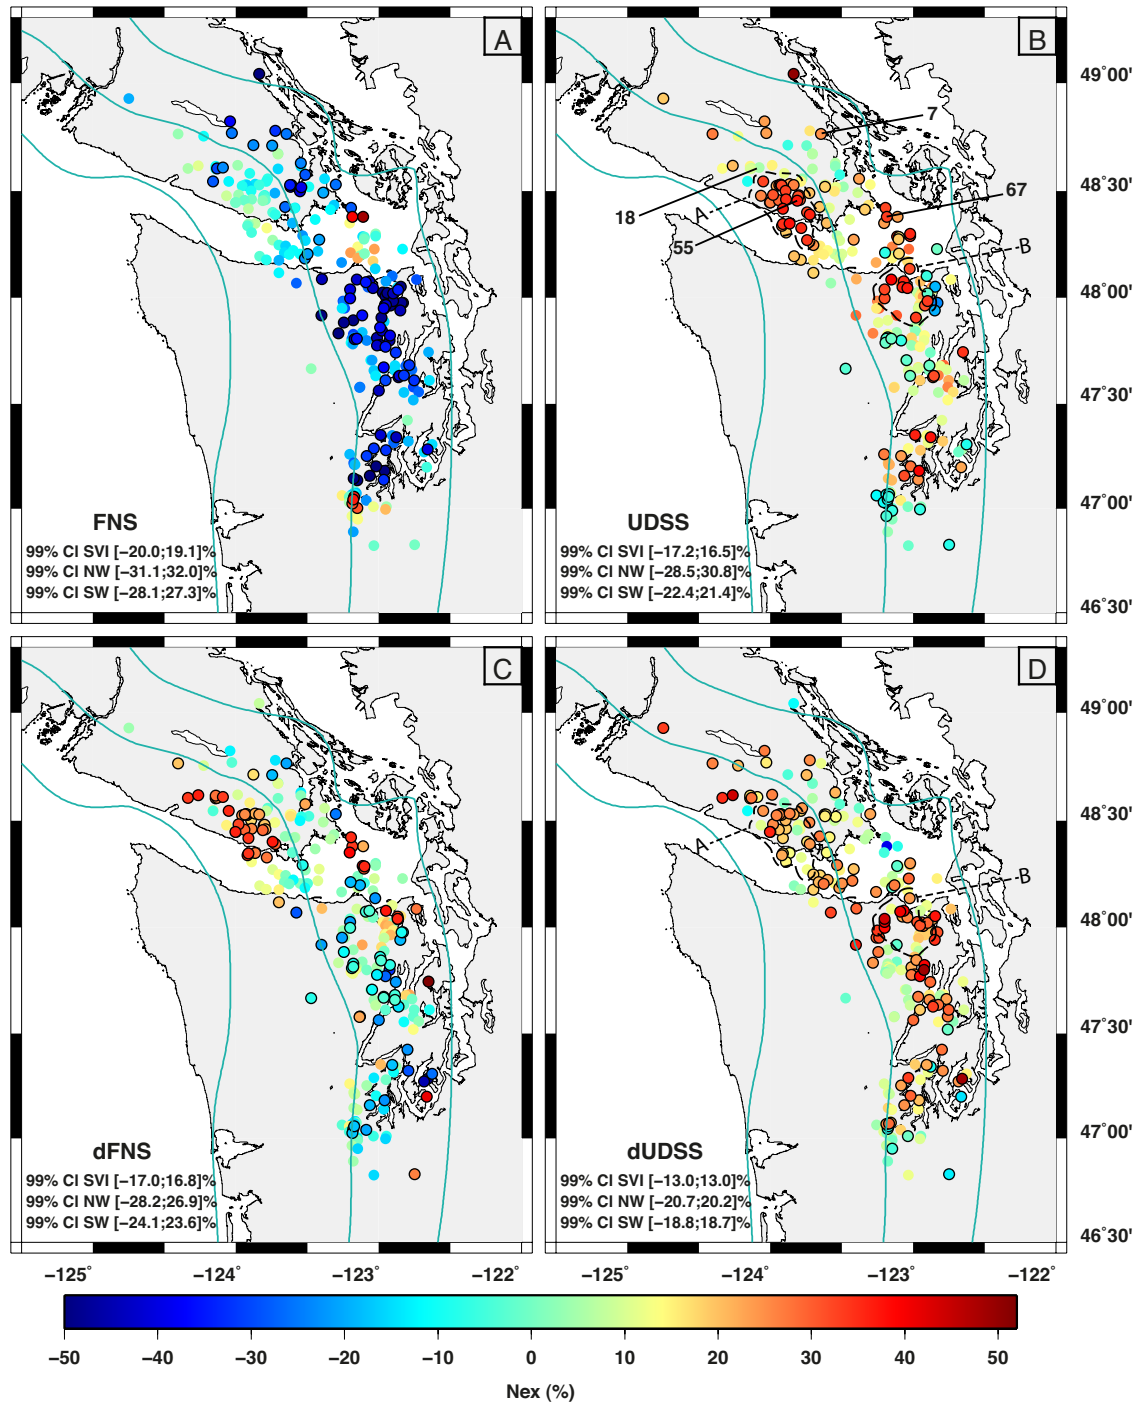 A
B
49°00'
7
48°30'
67
18
A
55
B
48°00'
47°30'
47°00'
FNS
99% CI SVI [−20.0;19.1]%
99% CI NW [−31.1;32.0]%
99% CI SW [−28.1;27.3]%
UDSS
99% CI SVI [−17.2;16.5]%
99% CI NW [−28.5;30.8]%
99% CI SW [−22.4;21.4]%
46°30'
C
D
49°00'
48°30'
A
B
48°00'
47°30'
47°00'
dFNS
99% CI SVI [−17.0;16.8]%
99% CI NW [−28.2;26.9]%
99% CI SW [−24.1;23.6]%
dUDSS
99% CI SVI [−13.0;13.0]%
99% CI NW [−20.7;20.2]%
99% CI SW [−18.8;18.7]%
46°30'
−125° −124° −123° −122° −125° −124° −123° −122°
−50 −40 −30 −20 −10 0 10 20 30 40 50
Nex (%)